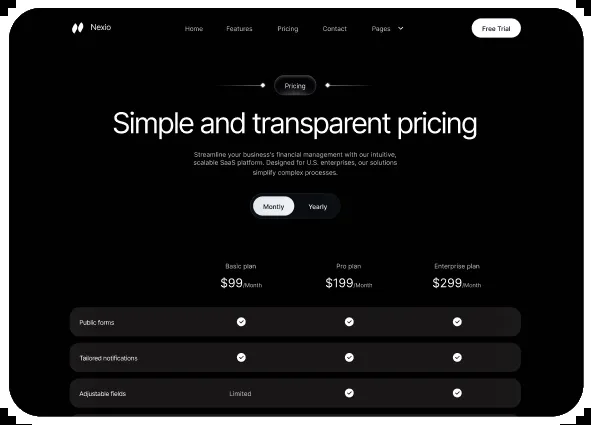 Nexio
Home Features Pricing Contact Pages
Free Trial
Pricing
Simple and transparent pricing
Streamline your business's financial management with our intuitive,
scalable SaaS platform. Designed for U.S. enterprises, our solutions
simplify complex processes.
Montly Yearly
Basic plan Pro plan Enterprise plan
$99/Month $199/Month $299/Month
Public forms
Tailored notifications
Adjustable fields Limited